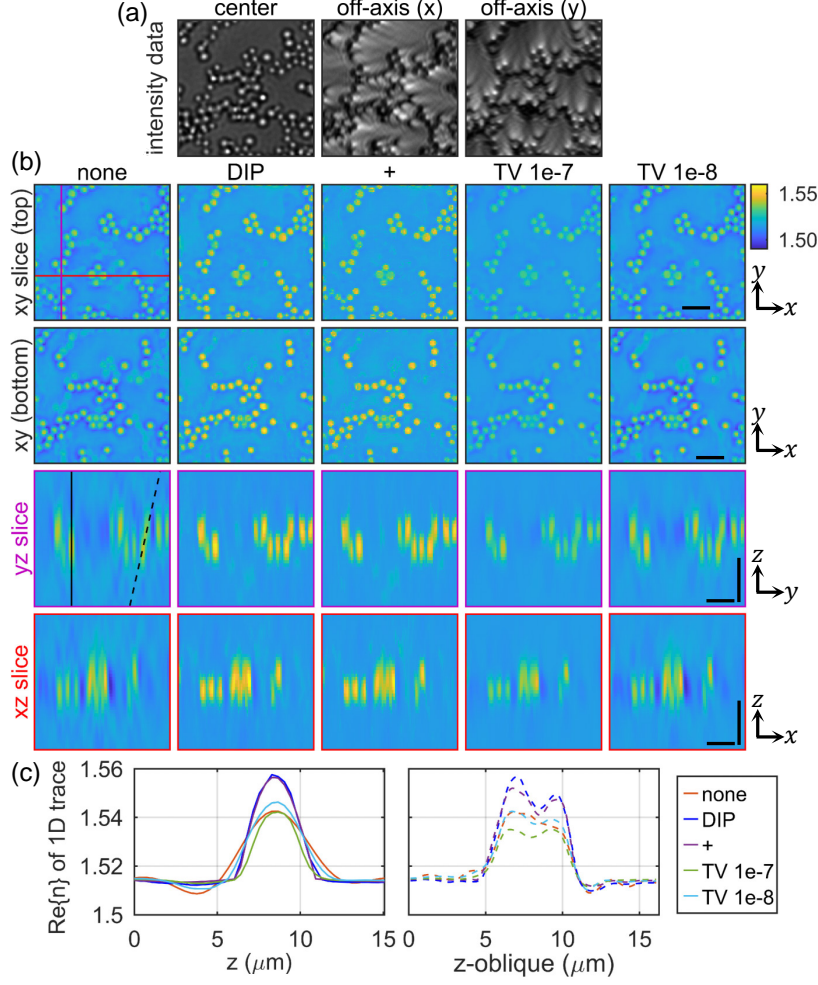 (a)
center
off-axis (x)
off-axis (y)
intensity data
(b)
none
DIP
+
TV 1e-7
TV 1e-8
xy slice (top)
1.55
1.50
y
x
xy (bottom)
y
x
yz slice
z
y
xz slice
z
x
(c)
Re{n} of 1D trace
1.56
1.54
1.52
1.5
0
5
10
15
z (μm)
0
5
10
15
z-oblique (μm)
none
DIP
+
TV 1e-7
TV 1e-8